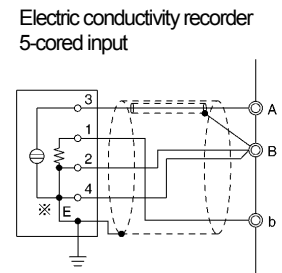 Electric conductivity recorder
5-cored input
3
A
1
2
B
4
※ E
b